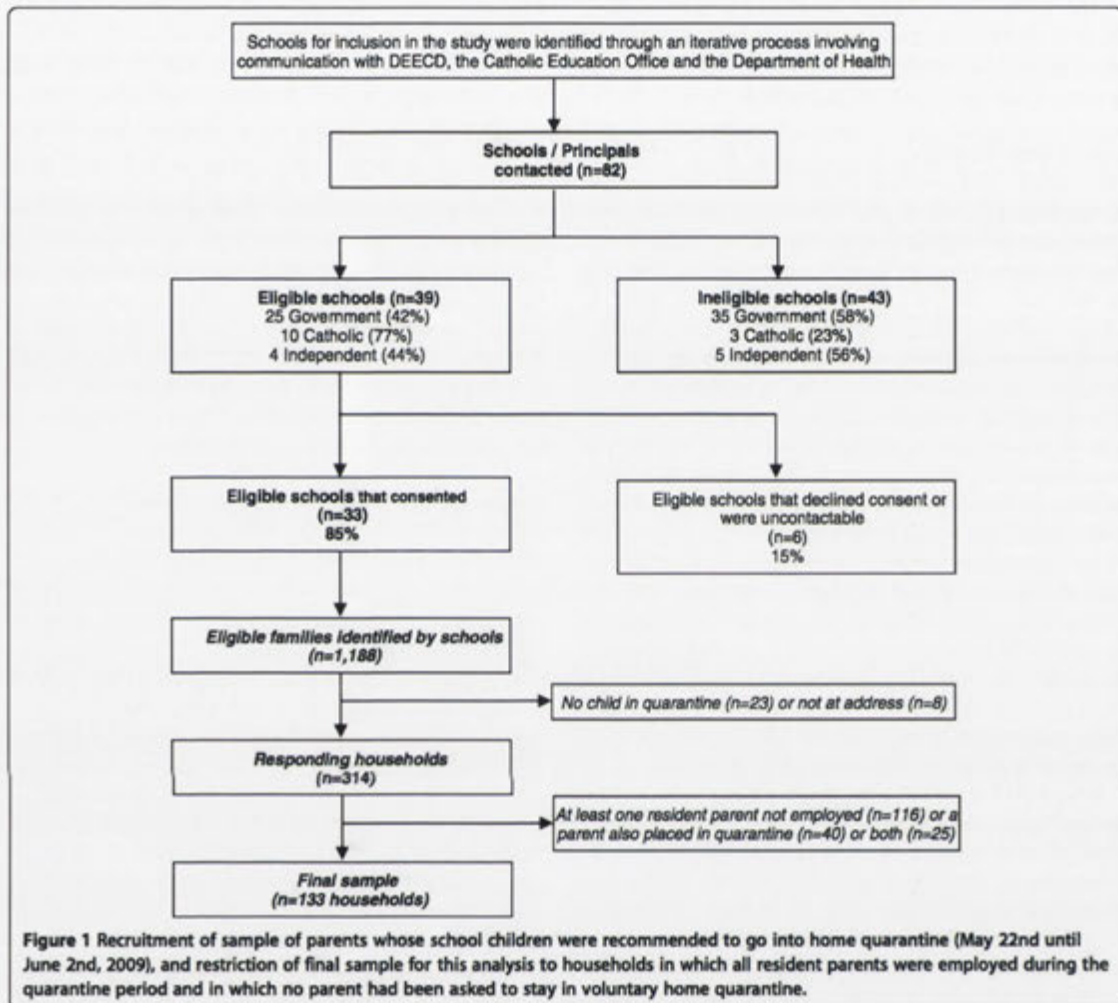 Schools for inclusion in the study were identified through an iterative process involving
communication with DEECD, the Catholic Education Office and the Department of Health
Schools / Principals
contacted (n=82)
Eligible schools (n=39)
25 Government (42%)
10 Catholic (77%)
4 Independent (44%)
Ineligible schools (n=43)
35 Government (58%)
3 Catholic (23%)
5 Independent (56%)
Eligible schools that consented
(n=33)
85%
Eligible schools that declined consent or
were uncontactable
(n=6)
15%
Eligible families identified by schools
(n=1,188)
No child in quarantine (n=23) or not at address (n=8)
Responding households
(n=314)
At least one resident parent not employed (n=116) or a
parent also placed in quarantine (n=40) or both (n=25)
Final sample
(n=133 households)
Figure 1 Recruitment of sample of parents whose school children were recommended to go into home quarantine (May 22nd until
June 2nd, 2009), and restriction of final sample for this analysis to households in which all resident parents were employed during the
quarantine period and in which no parent had been asked to stay in voluntary home quarantine.